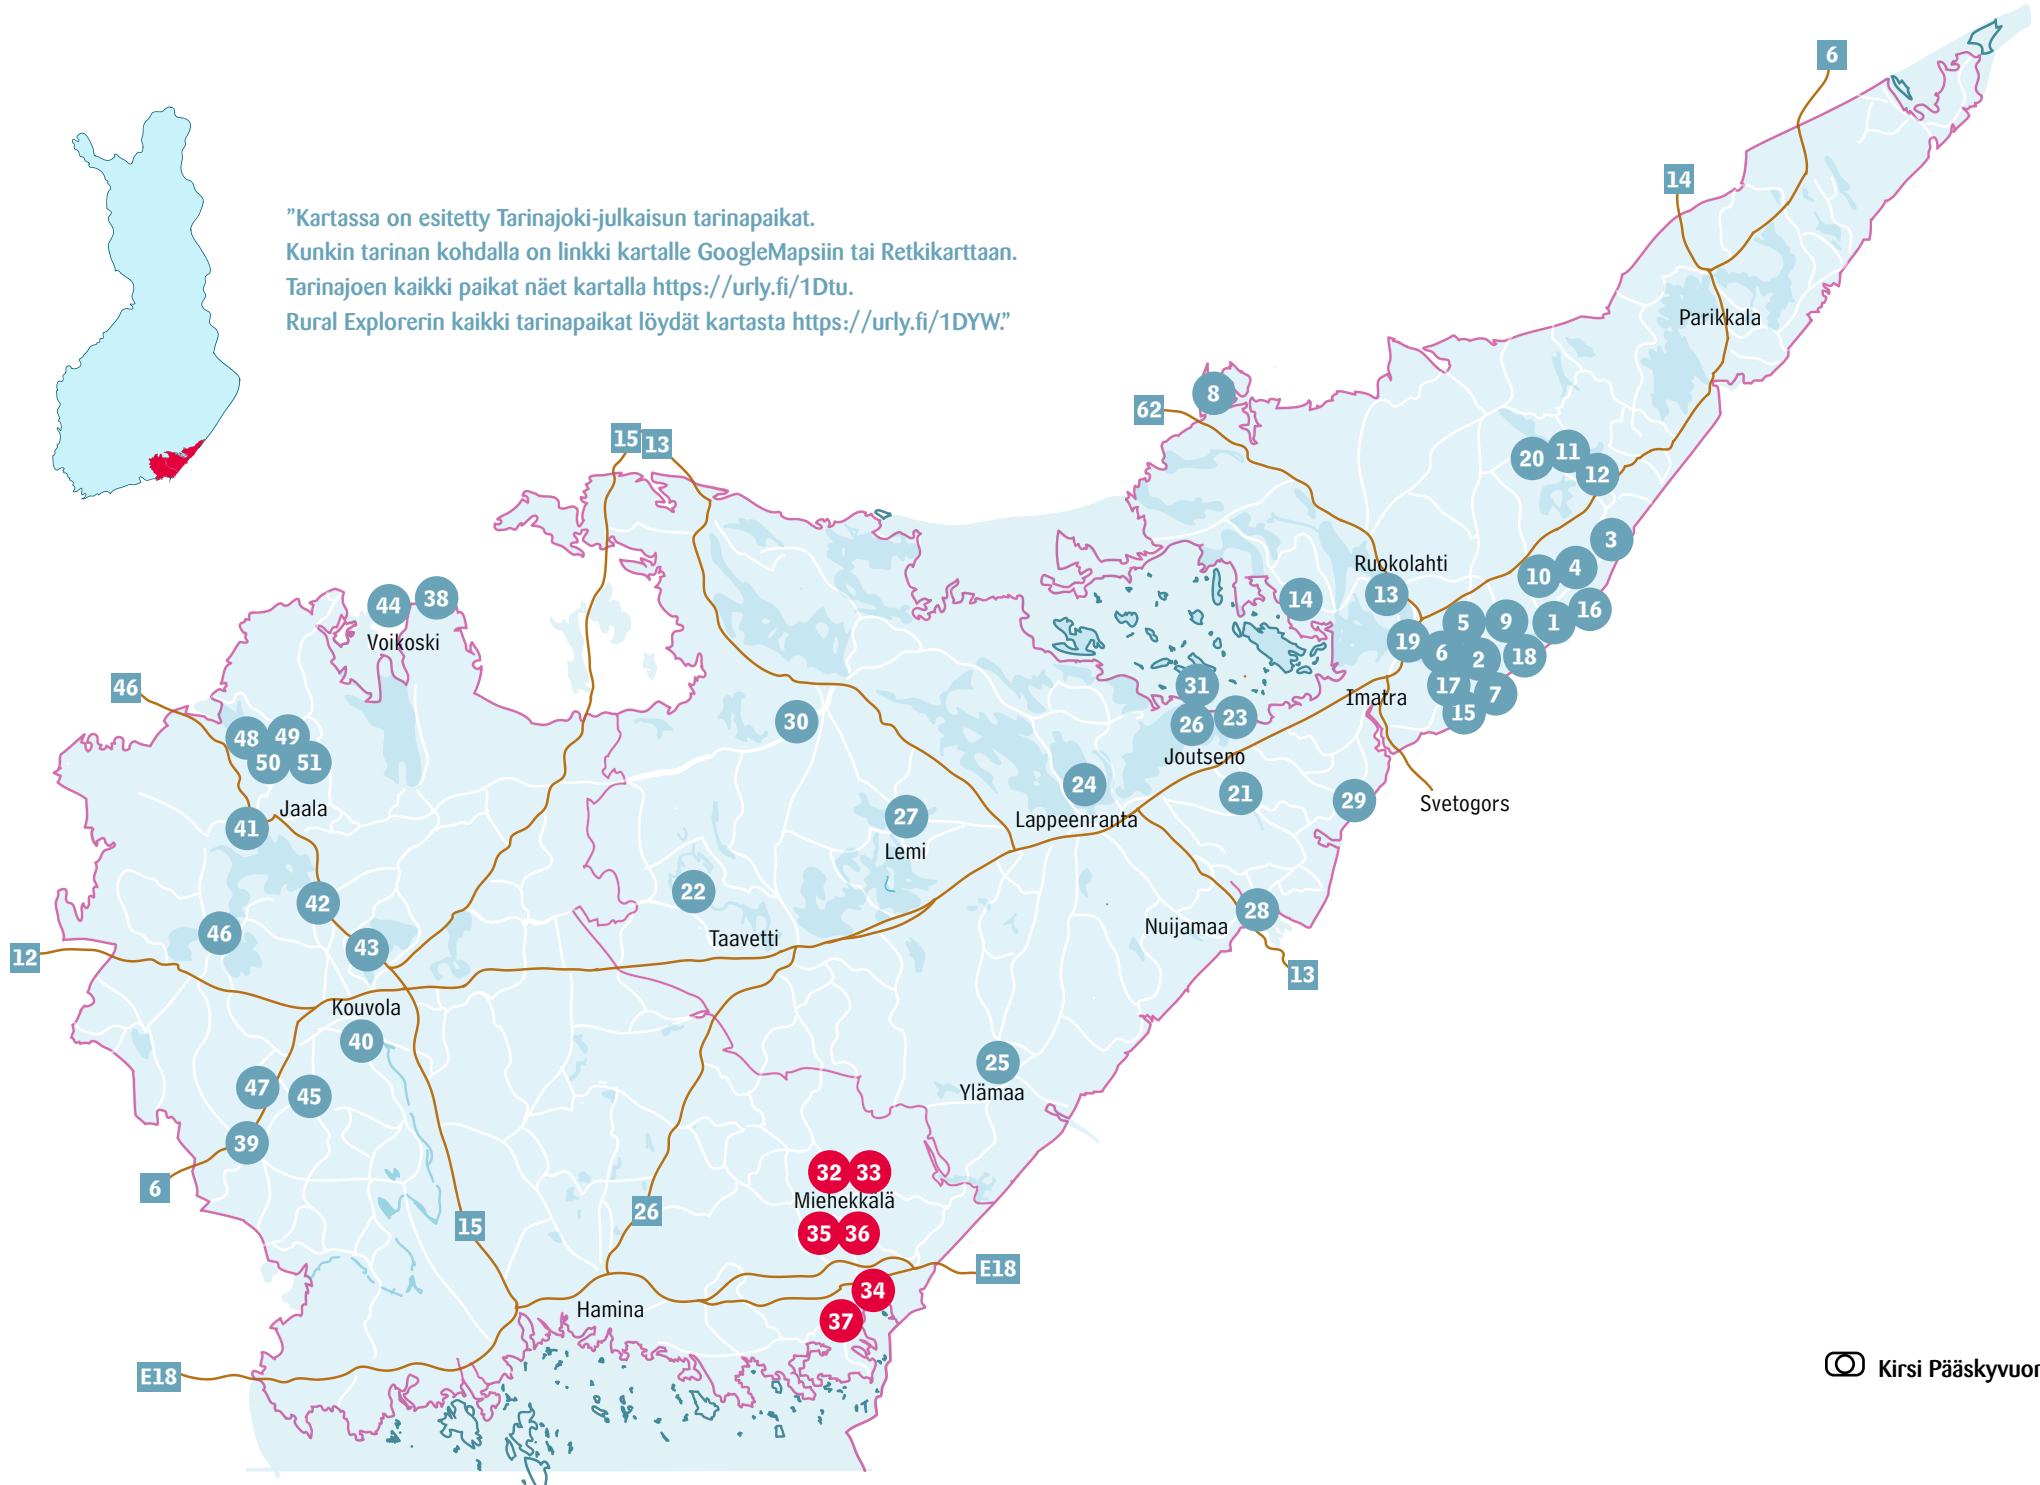 6
14
”Kartassa on esitetty Tarinajoki-julkaisun tarinapaikat.
Kunkin tarinan kohdalla on linkki kartalle GoogleMapsiin tai Retkikarttaan.
Tarinajoen kaikki paikat näet kartalla https://urly.fi/1Dtu.
Rural Explorerin kaikki tarinapaikat löydät kartasta https://urly.fi/1DYW.”
Parikkala
8
62
15 13
20 11
12
3
Ruokolahti
10 4
44 38
14 13
16
5 9 1
Voikoski
19 6 2 18
46
31
17 7
Imatra
15
30
26 23
48 49
50 51
Joutseno
24
21
29
Svetogors
Jaala
41
27
Lappeenranta
Lemi
22
42
28
Nuijamaa
46
43
Taavetti
12
13
Kouvola
40
25
47
45
Ylämaa
39
32 33
6
Miehekkälä
26
15
35 36
E18
34
Hamina
37
E18
Kirsi Pääskyvuor